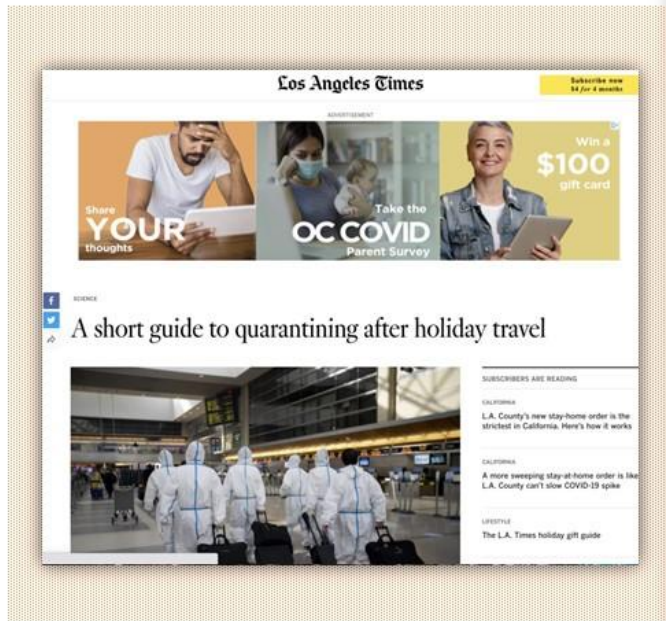 Los Angeles Times
Subscribe now
$4 for 4 months
ADVERTISEMENT
Share
YOUR
thoughts
Take the
OC COVID
Parent Survey
Win a
$100
gift card
SCIENCE
A short guide to quarantining after holiday travel
SUBSCRIBERS ARE READING
CALIFORNIA
L.A. County's new stay-home order is the
strictest in California. Here's how it works
CALIFORNIA
A more sweeping stay-at-home order is like
L.A. County can't slow COVID-19 spike
LIFESTYLE
The L.A. Times holiday gift guide